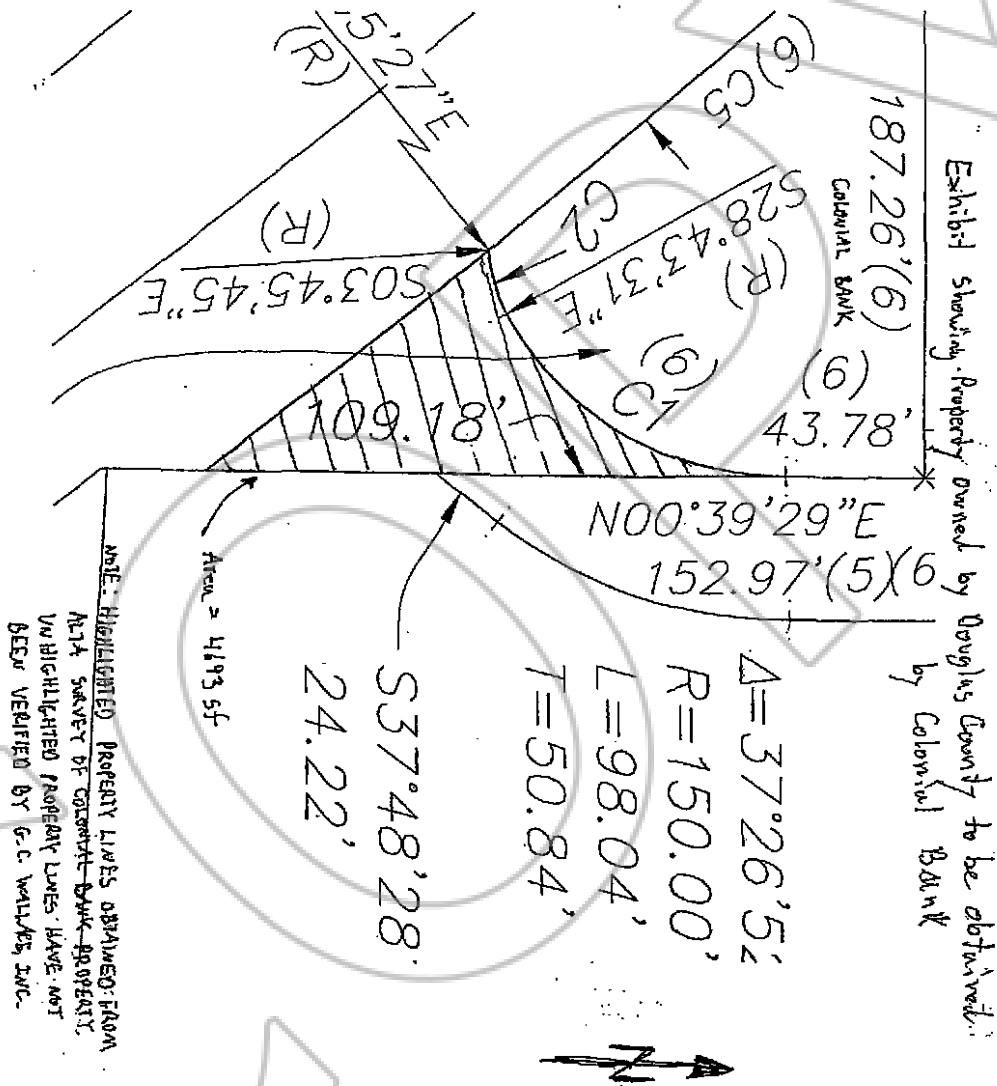 Exhibit showing Property owned by Douglas County to be obtained
by Colonial Bank
187.26'(6)
COLONIAL BANK
(6)
43.78'
(6)C5
S28°43'31"E
(R)
C2
C1
(6)
5'27"E
(R)
S03°45'45"E
(R)
109.18'
N00°39'29"E
152.97'(5)(6
Δ=37°26'52
R=150.00'
L=98.04'
T=50.84'
S37°48'28
24.22'
Area = 4693 sf
NOTE: HIGHLIGHTED PROPERTY LINES OBTAINED FROM
ALTA SURVEY OF COLONIAL BANK PROPERTY.
UNHIGHLIGHTED PROPERTY LINES HAVE NOT
BEEN VERIFIED BY G.C. WALLACE, INC.
N